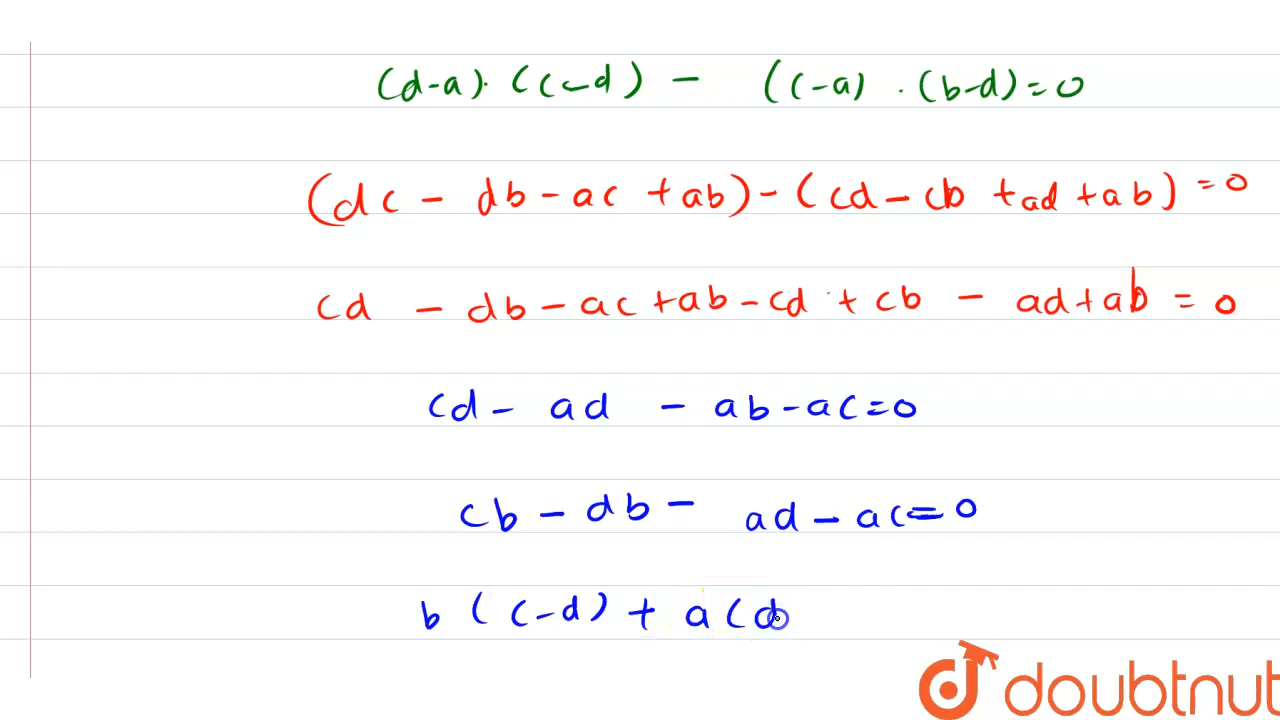 (d-a)·(c-d) - (c-a)·(b-d)=0
(dc - db - ac + ab) - (cd - cb + ad + ab) = 0
cd - db - ac + ab - cd + cb - ad + ab = 0
cd - ad - ab - ac = 0
cb - db - ad - ac = 0
b (c-d) + a (d
doubtnut